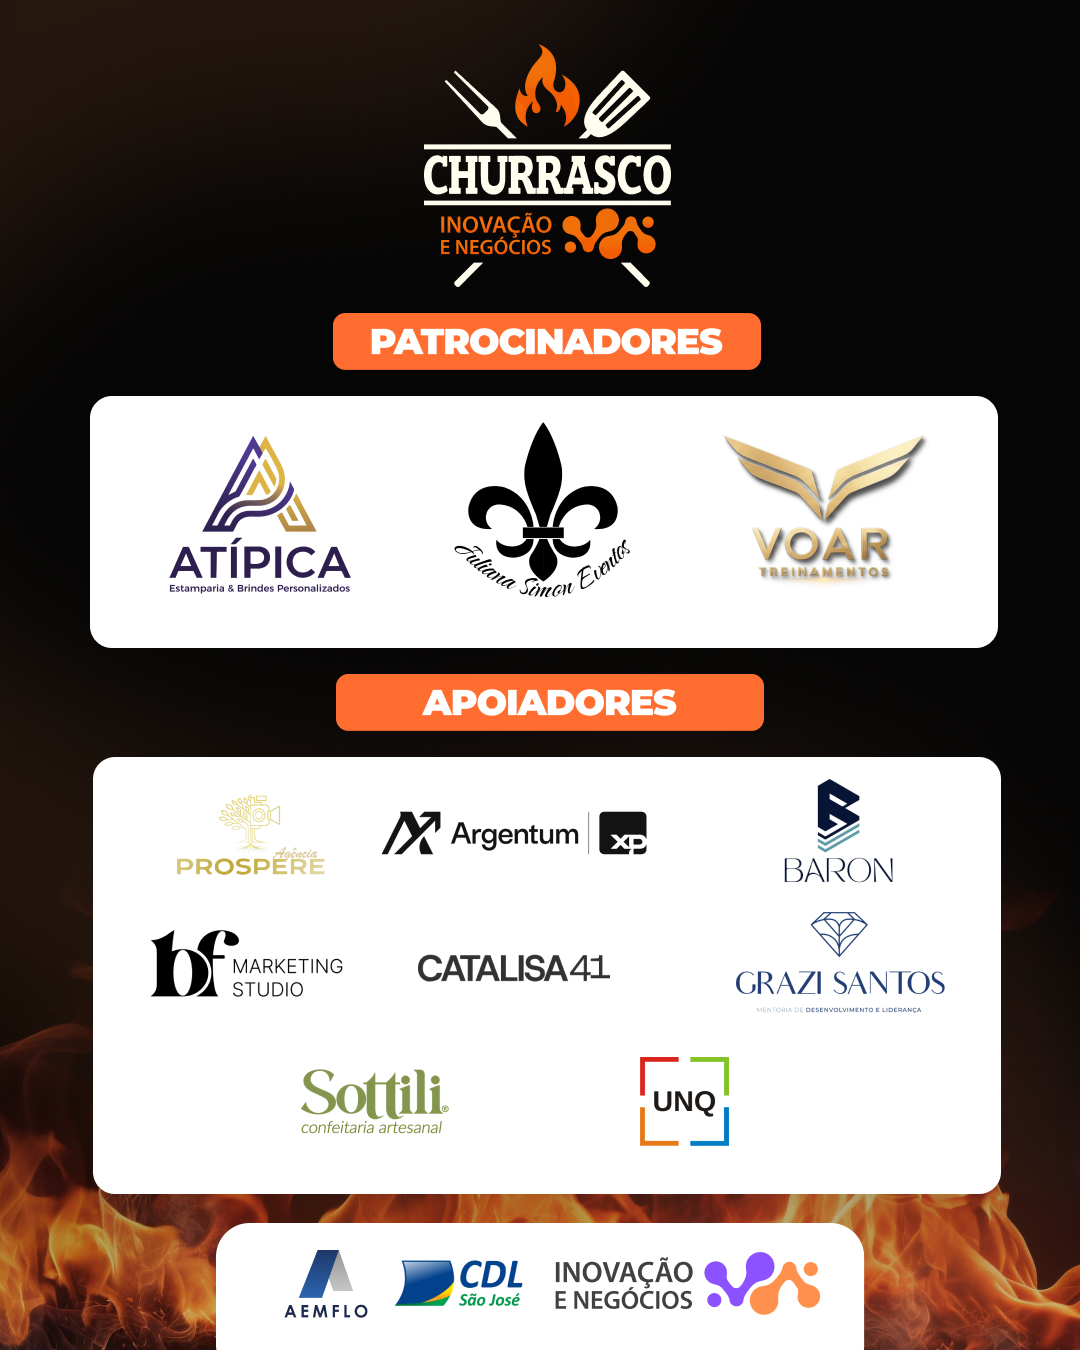 CHURRASCO
INOVAÇÃO
E NEGÓCIOS
PATROCINADORES
ATÍPICA
Estamparia & Brindes Personalizados
Juliana Simon Eventos
VOAR
TREINAMENTOS
APOIADORES
Agência
PROSPERE
Argentum
xp
BARON
bf
MARKETING
STUDIO
CATALISA41
GRAZI SANTOS
MENTORIA DE DESENVOLVIMENTO E LIDERANÇA
Sottili®
confeitaria artesanal
UNQ
AEMFLO
CDL
São José
INOVAÇÃO
E NEGÓCIOS